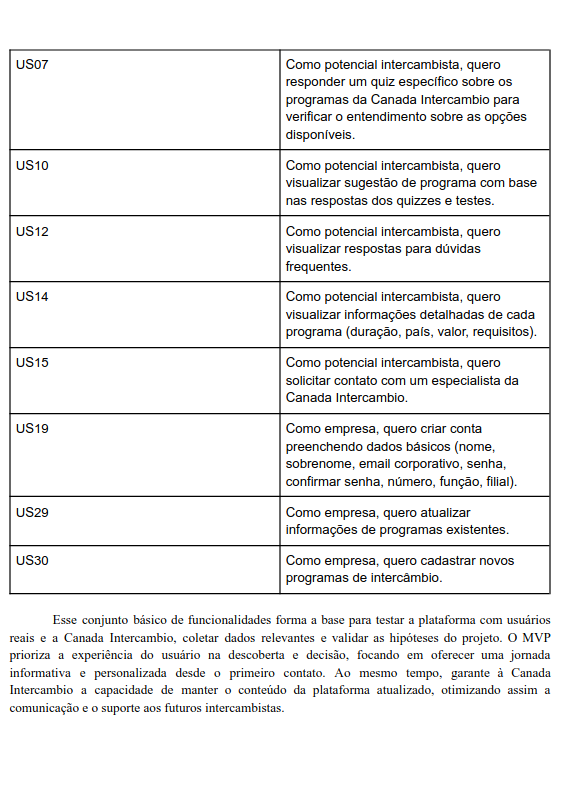 US07
Como potencial intercambista, quero
responder um quiz específico sobre os
programas da Canada Intercambio para
verificar o entendimento sobre as opções
disponíveis.
US10
Como potencial intercambista, quero
visualizar sugestão de programa com base
nas respostas dos quizzes e testes.
US12
Como potencial intercambista, quero
visualizar respostas para dúvidas
frequentes.
US14
Como potencial intercambista, quero
visualizar informações detalhadas de cada
programa (duração, país, valor, requisitos).
US15
Como potencial intercambista, quero
solicitar contato com um especialista da
Canada Intercambio.
US19
Como empresa, quero criar conta
preenchendo dados básicos (nome,
sobrenome, email corporativo, senha,
confirmar senha, número, função, filial).
US29
Como empresa, quero atualizar
informações de programas existentes.
US30
Como empresa, quero cadastrar novos
programas de intercâmbio.
Esse conjunto básico de funcionalidades forma a base para testar a plataforma com usuários
reais e a Canada Intercambio, coletar dados relevantes e validar as hipóteses do projeto. O MVP
prioriza a experiência do usuário na descoberta e decisão, focando em oferecer uma jornada
informativa e personalizada desde o primeiro contato. Ao mesmo tempo, garante à Canada
Intercambio a capacidade de manter o conteúdo da plataforma atualizado, otimizando assim a
comunicação e o suporte aos futuros intercambistas.